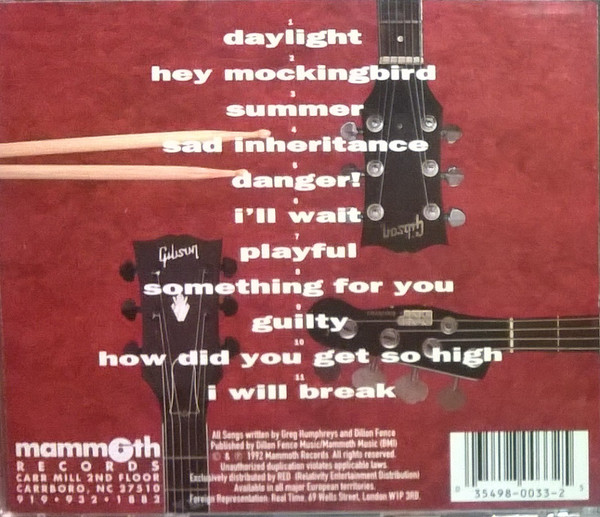 1
daylight
2
hey mockingbird
3
summer
4
sad inheritance
5
danger!
6
i'll wait
7
playful
8
something for you
9
guilty
10
how did you get so high
11
i will break
Gibson
Gibson
mammoth
RECORDS
CARR MILL 2ND FLOOR
CARRBORO, NC 27510
919·932·1882
All Songs written by Greg Humphreys and Dillon Fence
Published by Dillon Fence Music/Mammoth Music (BMI)
© & ℗ 1992 Mammoth Records. All rights reserved.
Unauthorized duplication violates applicable laws.
Exclusively distributed by RED (Relativity Entertainment Distribution)
Available in all major European territories.
Foreign Representation: Real Time, 69 Wells Street, London W1P 3RB.
0 35498-0033-2 5